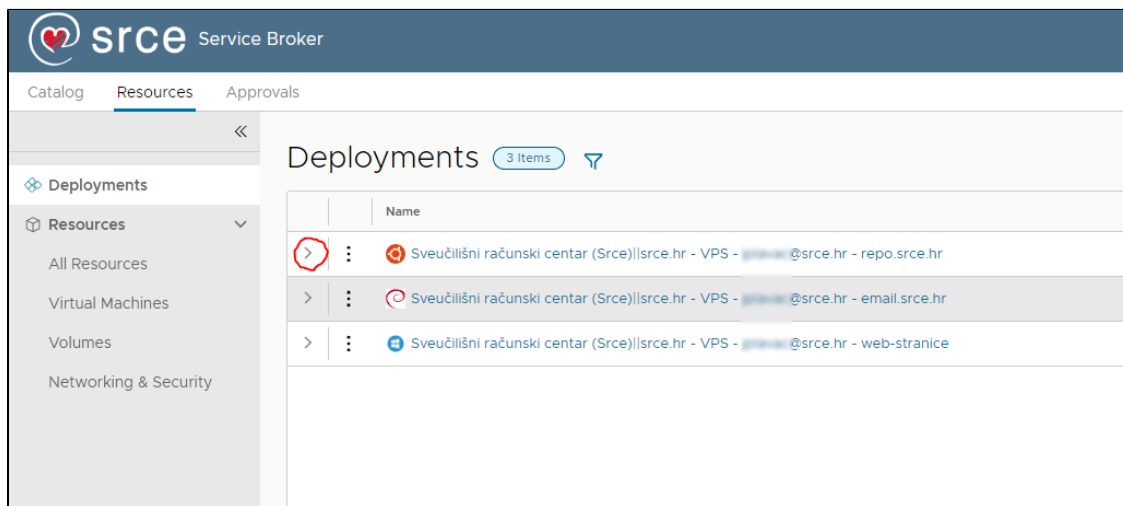 srce Service Broker
Catalog Resources Approvals
Deployments 3 Items
Deployments
Resources
All Resources
Virtual Machines
Volumes
Networking & Security
Name
Sveučilišni računski centar (Srce)||srce.hr - VPS - @srce.hr - repo.srce.hr
Sveučilišni računski centar (Srce)||srce.hr - VPS - @srce.hr - email.srce.hr
Sveučilišni računski centar (Srce)||srce.hr - VPS - @srce.hr - web-stranice